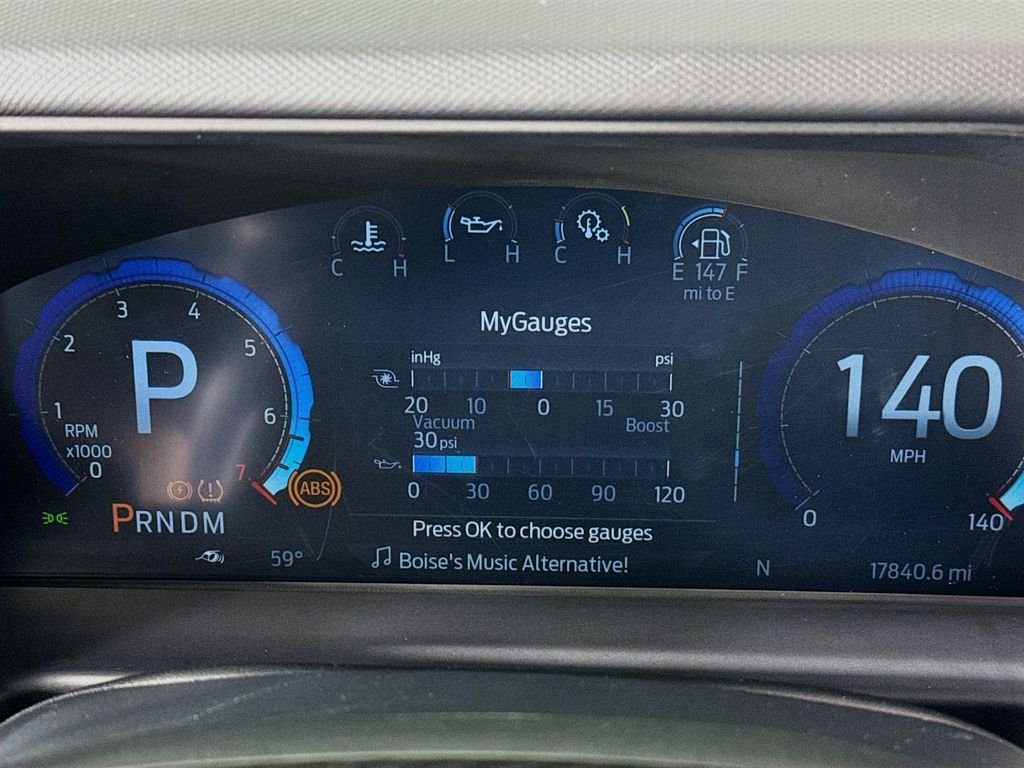 C H
L H
C H
E 147 F
mi to E
MyGauges
inHg psi
20 10 0 15 30
Vacuum Boost
30 psi
0 30 60 90 120
Press OK to choose gauges
Boise's Music Alternative!
0 1 2 3 4 5 6 7
P
RPM
x1000
ABS
PRNDM
59°
140
MPH
0 140
N
17840.6 mi